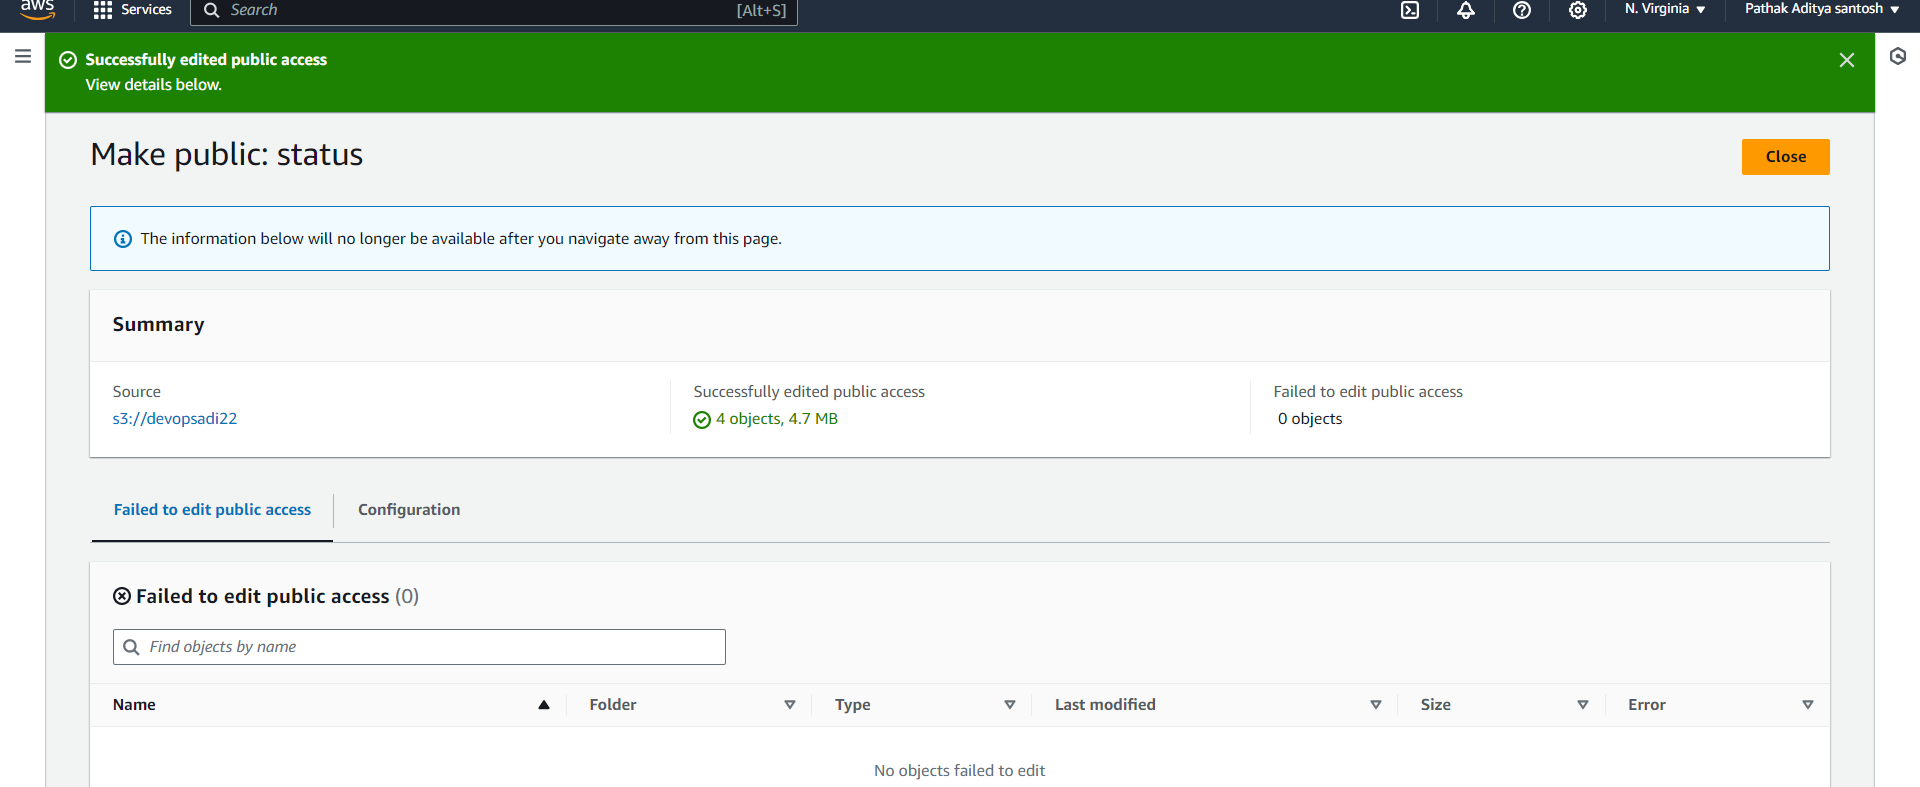 aws
Services
Search
[Alt+S]
N. Virginia
Pathak Aditya santosh
Successfully edited public access
View details below.
Make public: status
Close
The information below will no longer be available after you navigate away from this page.
Summary
Source
s3://devopsadi22
Successfully edited public access
4 objects, 4.7 MB
Failed to edit public access
0 objects
Failed to edit public access
Configuration
Failed to edit public access (0)
Find objects by name
Name
Folder
Type
Last modified
Size
Error
No objects failed to edit